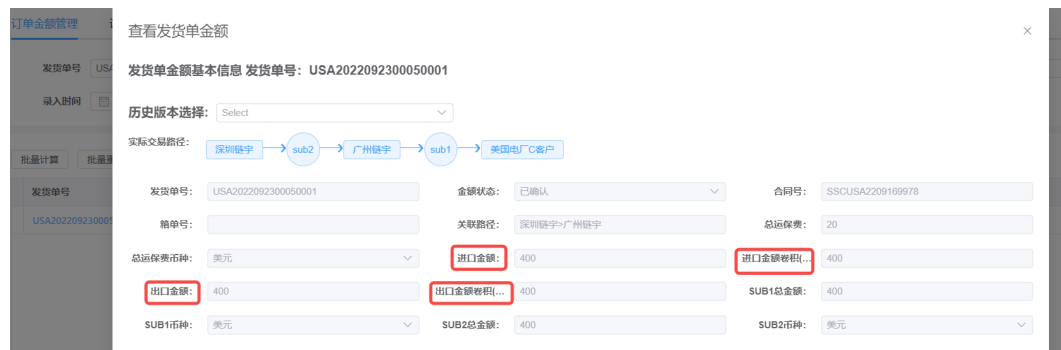 订单金额管理
查看发货单金额
发货单号 USA
发货单金额基本信息 发货单号：USA2022092300050001
录入时间
历史版本选择： Select
实际交易路径： 深圳链宇 sub2 广州链宇 sub1 美国电厂C客户
批量计算 批量重
发货单号： USA2022092300050001 金额状态： 已确认 合同号： SSCUSA2209169978
发货单号
USA202209230005
箱单号： 关联路径： 深圳链宇>广州链宇 总运保费： 20
总运保费币种： 美元 进口金额： 400 进口金额卷积(... 400
出口金额： 400 出口金额卷积(... 400 SUB1总金额： 400
SUB1币种： 美元 SUB2总金额： 400 SUB2币种： 美元